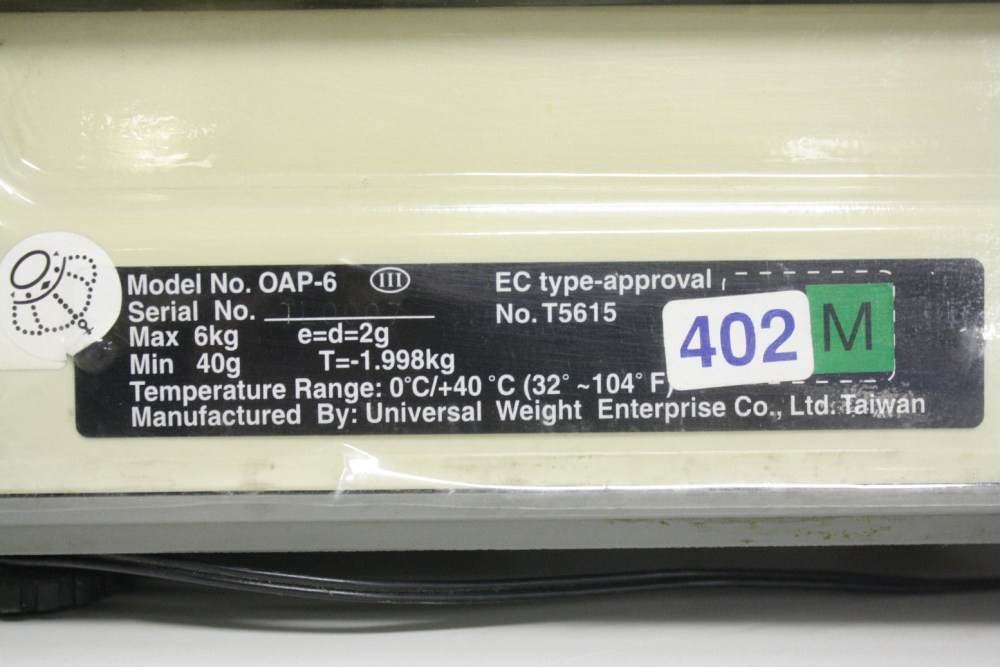 Model No. OAP-6 III
Serial No.
Max 6kg e=d=2g
Min 40g T=-1.998kg
Temperature Range: 0°C/+40 °C (32° ~104° F)
Manufactured By: Universal Weight Enterprise Co., Ltd. Taiwan
EC type-approval
No. T5615
402 M